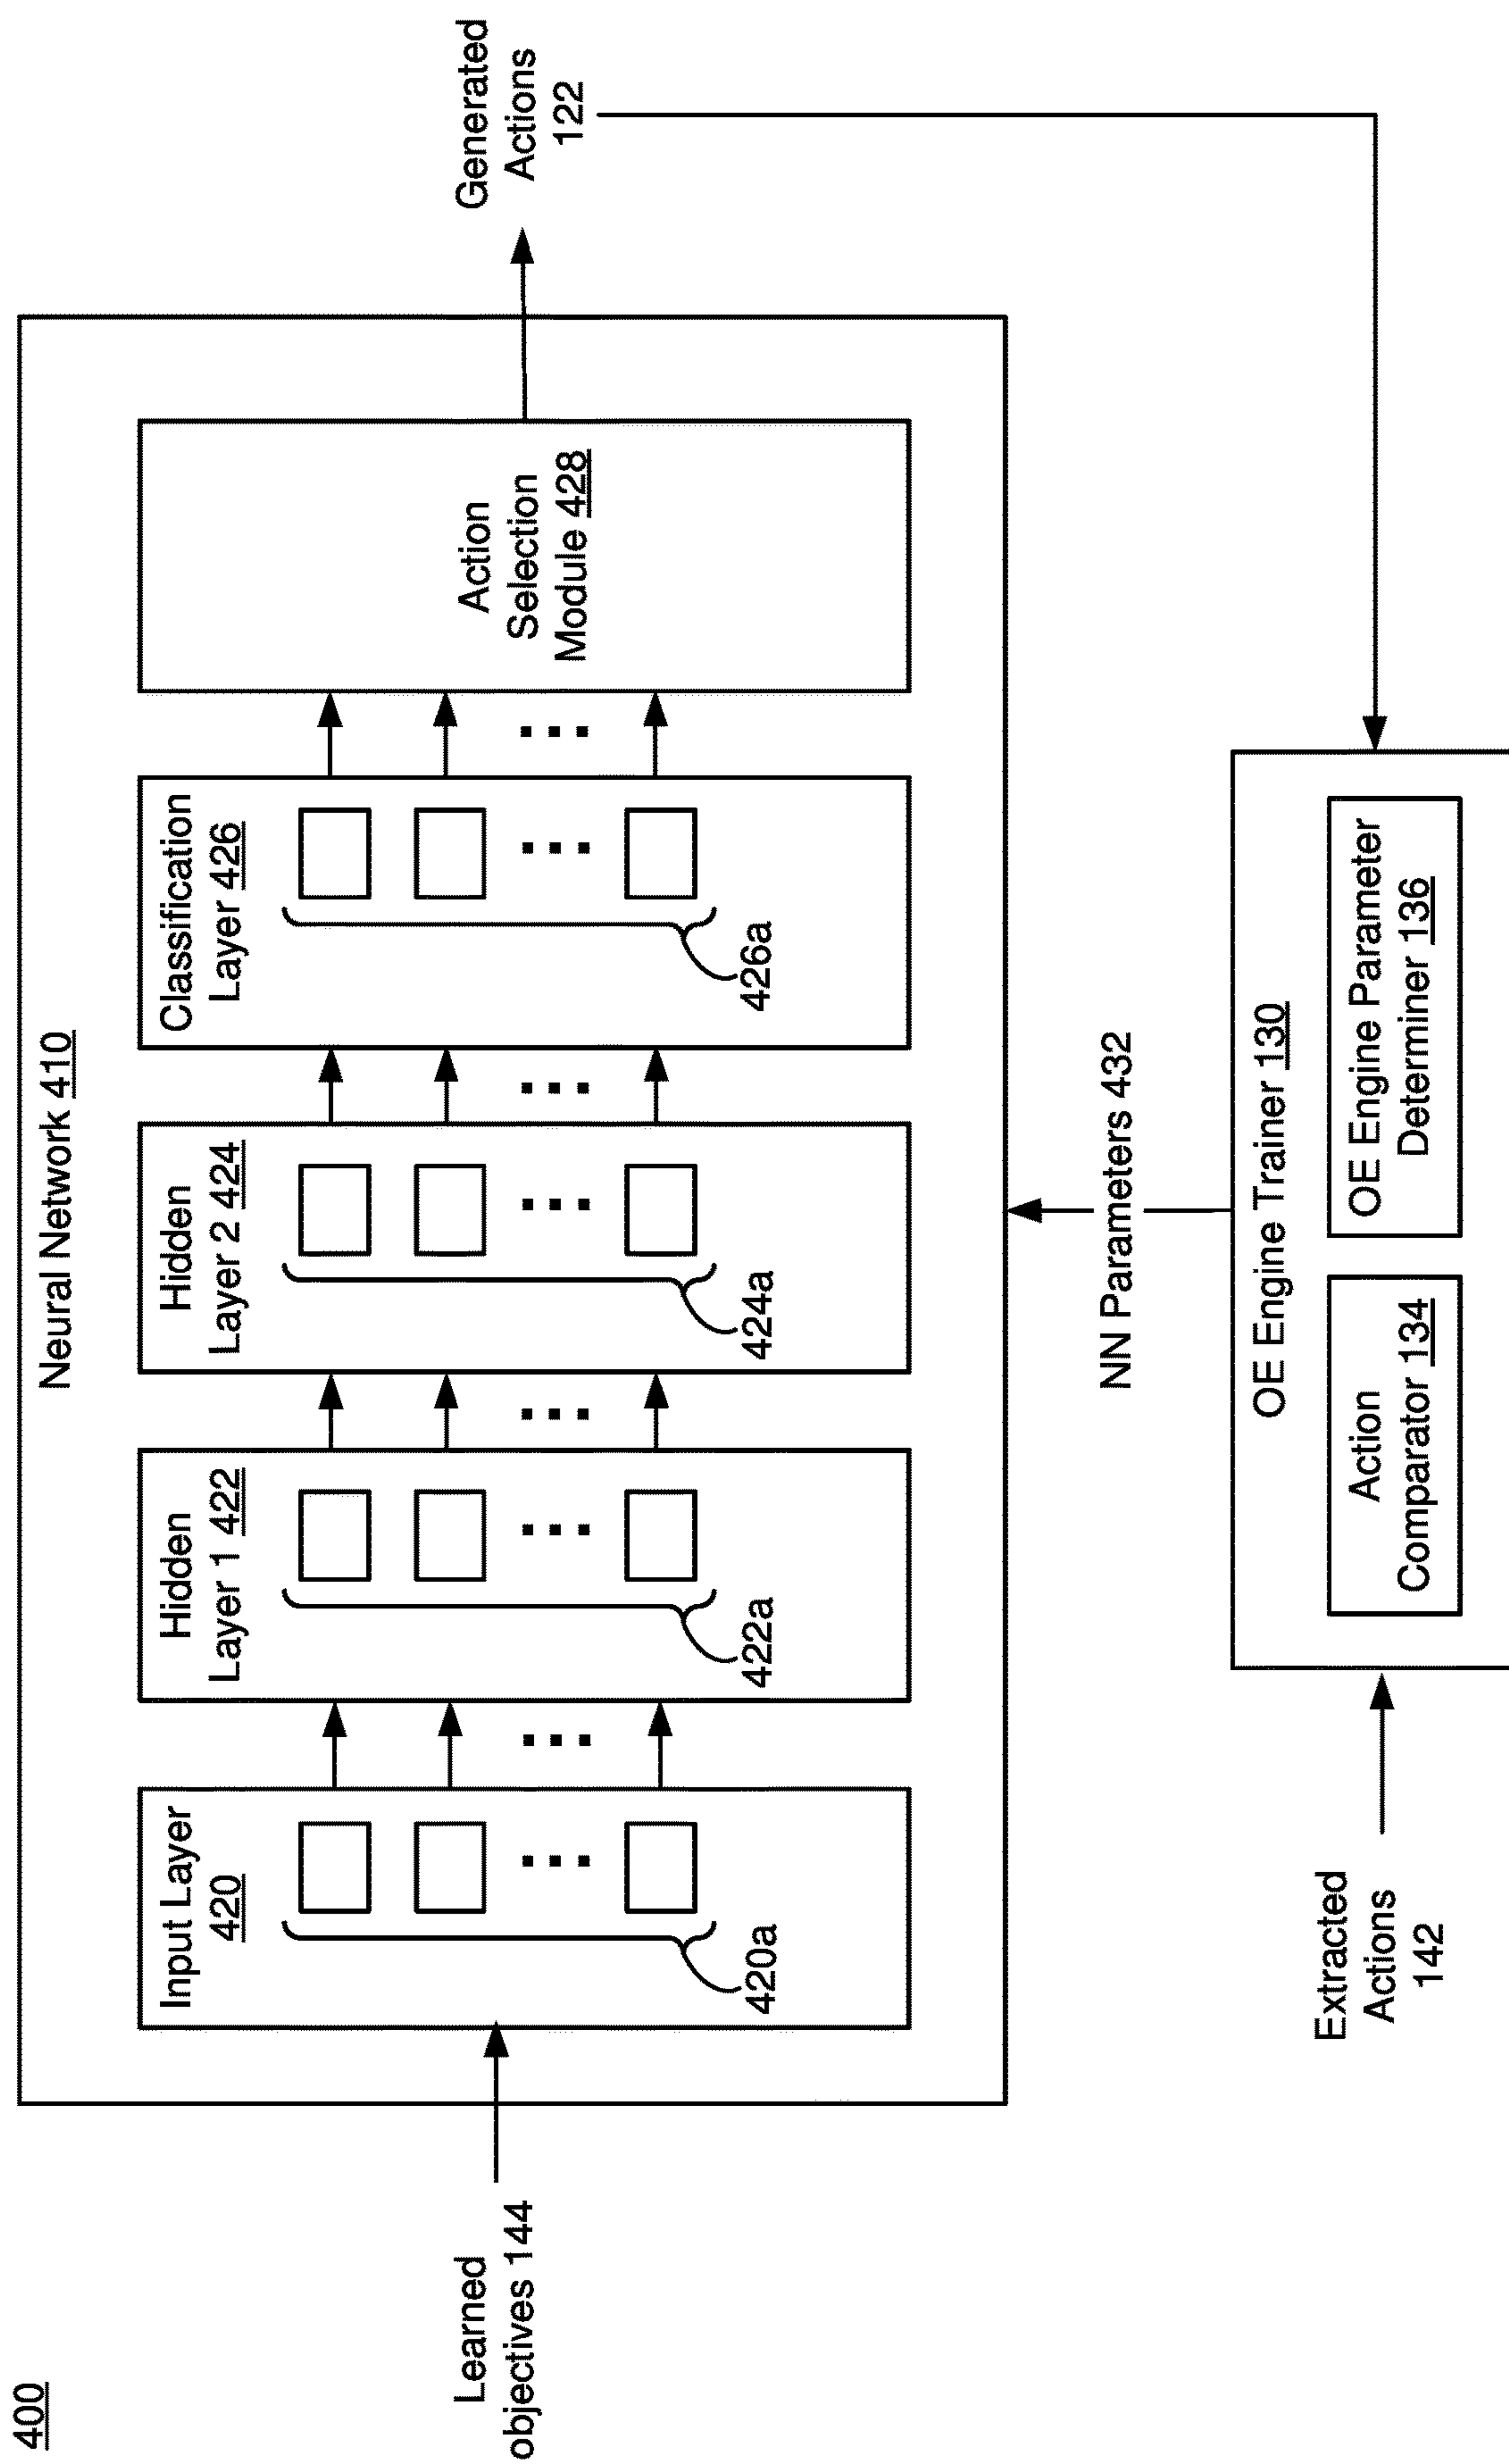 400
Neural Network 410
Learned
objectives 144
Input Layer
420
420a
Hidden
Layer 1 422
422a
Hidden
Layer 2 424
424a
Classification
Layer 426
426a
Action
Selection
Module 428
Generated
Actions
122
NN Parameters 432
Extracted
Actions
142
OE Engine Trainer 130
Action
Comparator 134
OE Engine Parameter
Determiner 136